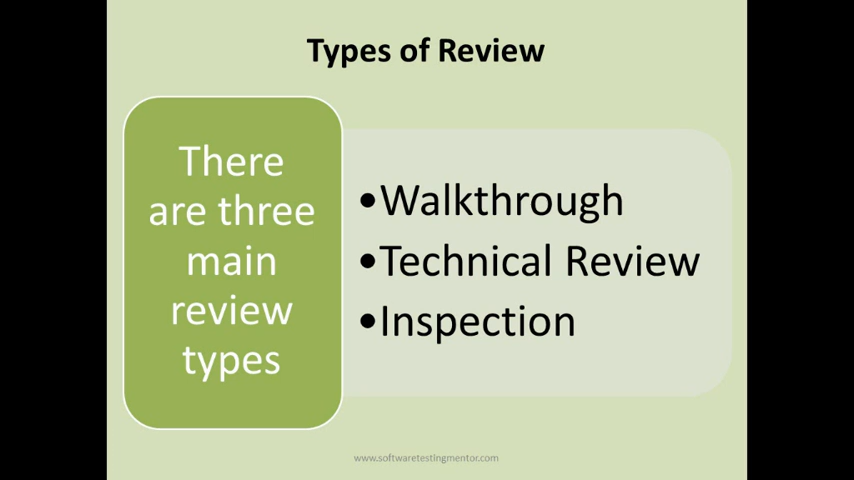 Types of Review
There
are three
main
review
types
•Walkthrough
•Technical Review
•Inspection
www.softwaretestingmentor.com